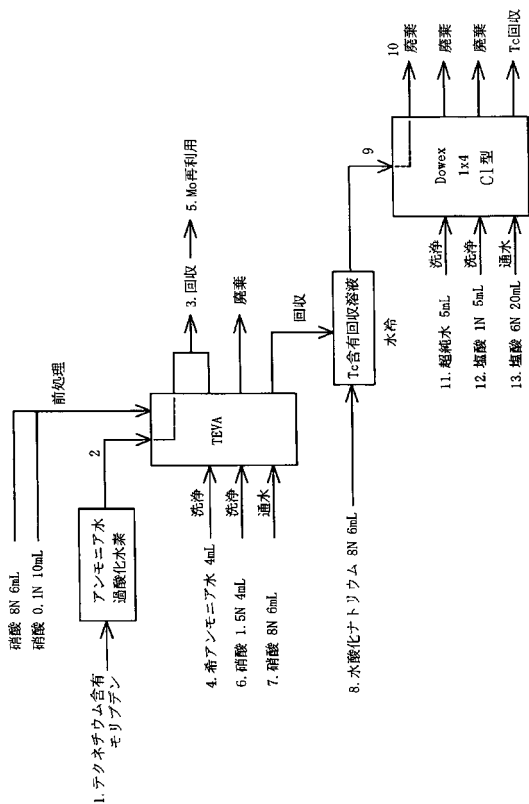 硝酸 8N 6mL
硝酸 0.1N 10mL
前処理
1. テクネチウム含有
モリブデン
アンモニア水
過酸化水素
2
3. 回収
5. Mo再利用
TEVA
廃棄
4. 希アンモニア水 4mL
洗浄
6. 硝酸 1.5N 4mL
洗浄
7. 硝酸 8N 6mL
通水
回収
8. 水酸化ナトリウム 8N 6mL
Tc含有回収溶液
水冷
9
10
廃棄
Dowex
1x4
Cl型
11. 超純水 5mL
洗浄
廃棄
12. 塩酸 1N 5mL
洗浄
廃棄
13. 塩酸 6N 20mL
通水
Tc回収